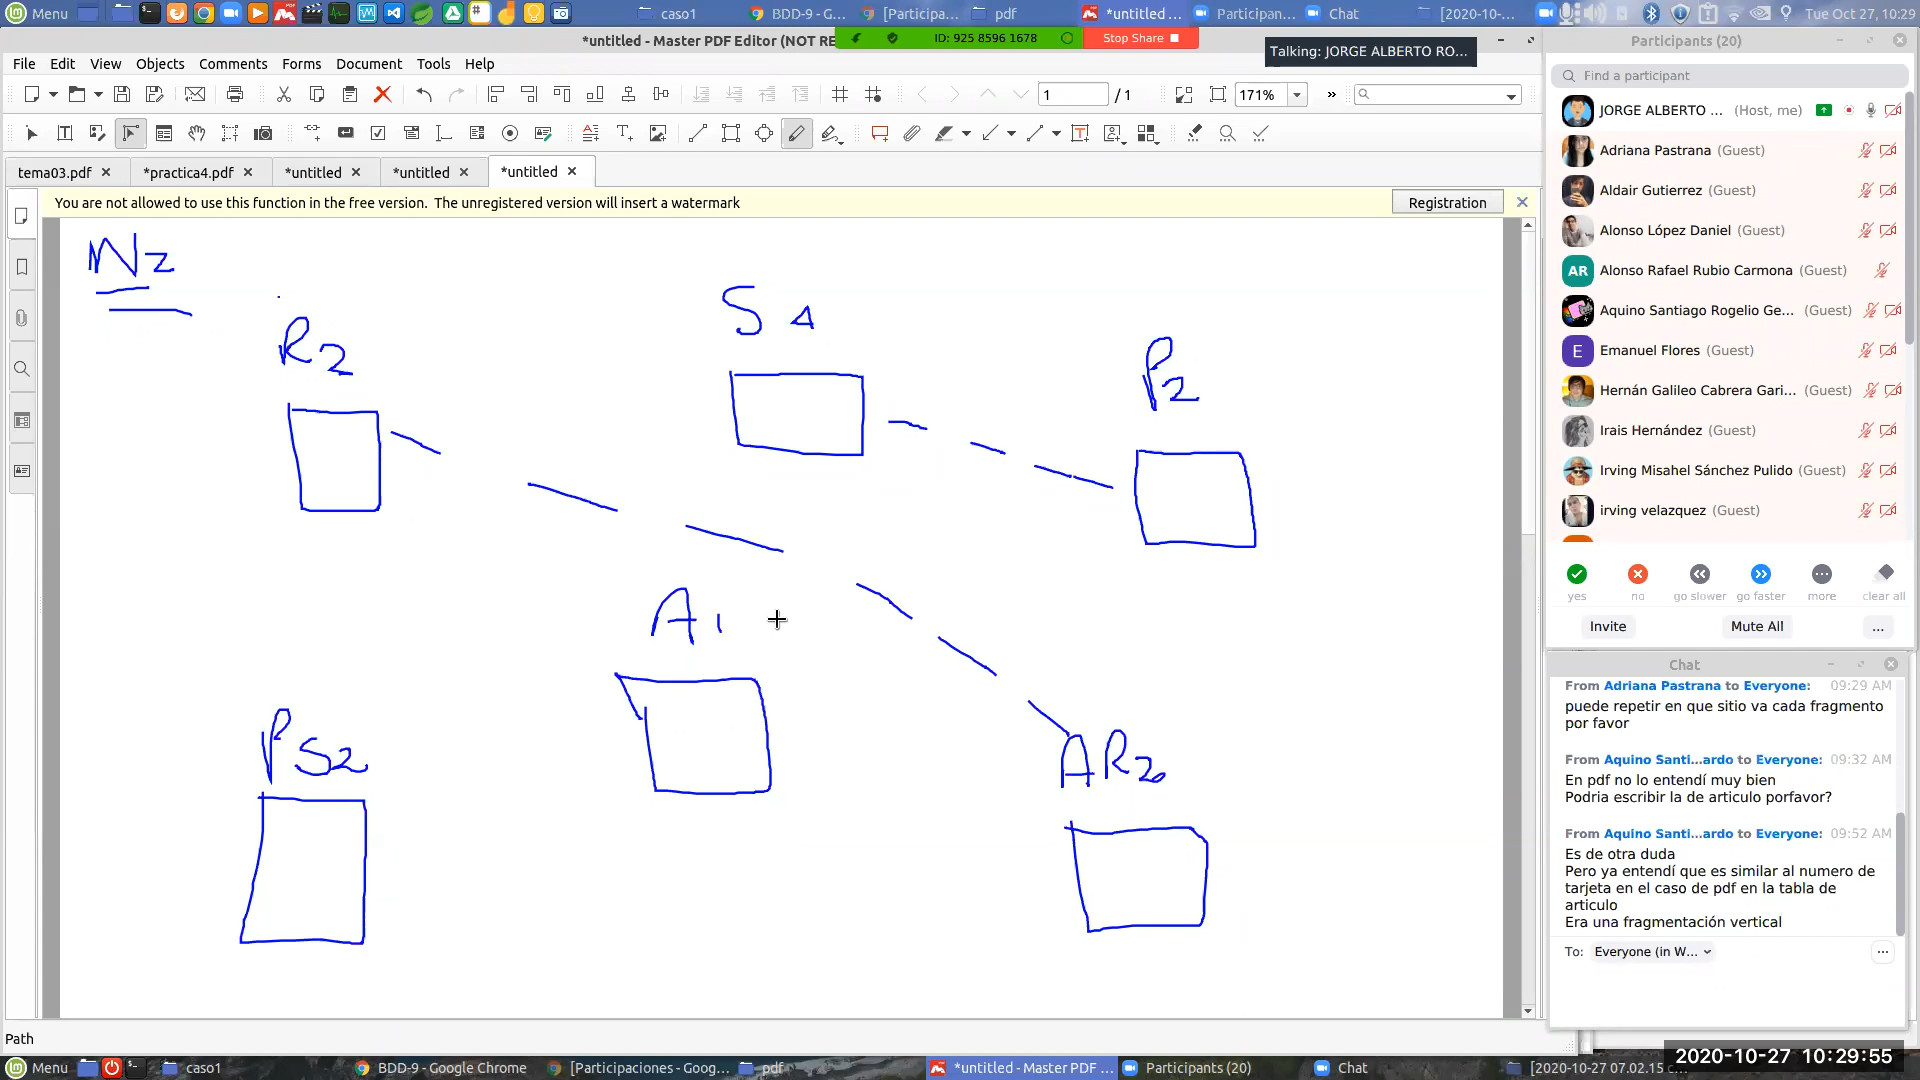 Menu
caso1
BDD-9 - G...
[Participa...
pdf
*untitled ...
Participan...
Chat
[2020-10-...
Tue Oct 27, 10:29
*untitled - Master PDF Editor (NOT RE
ID: 925 8596 1678
Stop Share
Talking: JORGE ALBERTO RO...
File Edit View Objects Comments Forms Document Tools Help
1 / 1
171%
tema03.pdf
*practica4.pdf
*untitled
*untitled
*untitled
You are not allowed to use this function in the free version. The unregistered version will insert a watermark
Registration
N2
R2
S4
P2
A1
PS2
AR2
Path
Participants (20)
Find a participant
JORGE ALBERTO ... (Host, me)
Adriana Pastrana (Guest)
Aldair Gutierrez (Guest)
Alonso López Daniel (Guest)
AR Alonso Rafael Rubio Carmona (Guest)
Aquino Santiago Rogelio Ge... (Guest)
E Emanuel Flores (Guest)
Hernán Galileo Cabrera Gari... (Guest)
Irais Hernández (Guest)
Irving Misahel Sánchez Pulido (Guest)
irving velazquez (Guest)
yes no go slower go faster more clear all
Invite Mute All ...
Chat
From Adriana Pastrana to Everyone: 09:29 AM
puede repetir en que sitio va cada fragmento
por favor
From Aquino Santi...ardo to Everyone: 09:32 AM
En pdf no lo entendí muy bien
Podria escribir la de articulo porfavor?
From Aquino Santi...ardo to Everyone: 09:52 AM
Es de otra duda
Pero ya entendí que es similar al numero de
tarjeta en el caso de pdf en la tabla de
articulo
Era una fragmentación vertical
To: Everyone (in W...
Menu
caso1
BDD-9 - Google Chrome
[Participaciones - Goog...
pdf
*untitled - Master PDF ...
Participants (20)
Chat
[2020-10-27 07.02.15 c...
2020-10-27 10:29:55